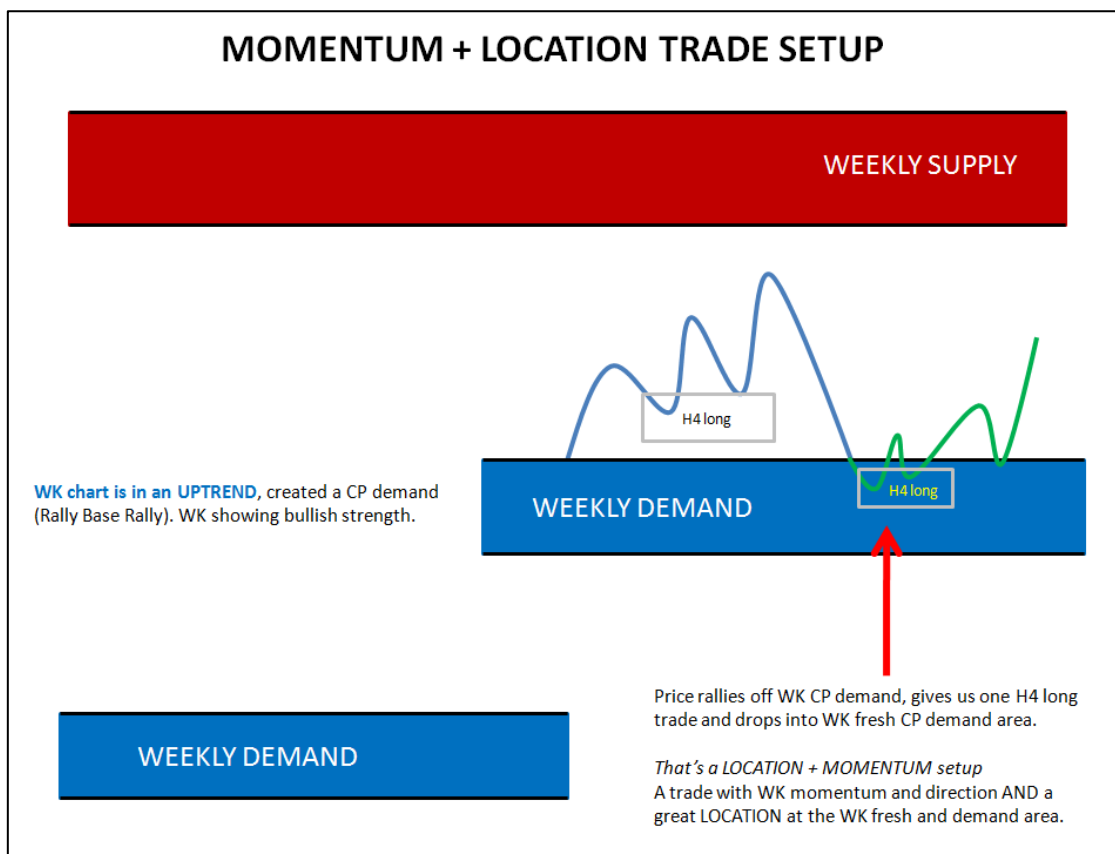 MOMENTUM + LOCATION TRADE SETUP
WEEKLY SUPPLY
H4 long
WK chart is in an UPTREND, created a CP demand
(Rally Base Rally). WK showing bullish strength.
WEEKLY DEMAND
H4 long
WEEKLY DEMAND
Price rallies off WK CP demand, gives us one H4 long
trade and drops into WK fresh CP demand area.
That's a LOCATION + MOMENTUM setup
A trade with WK momentum and direction AND a
great LOCATION at the WK fresh and demand area.